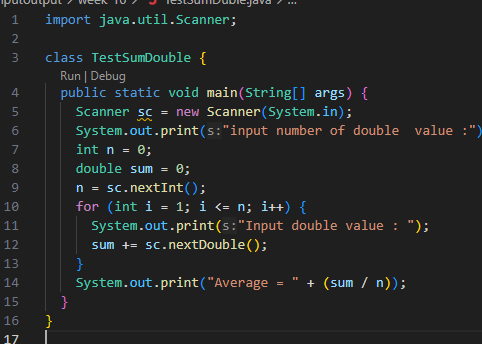 week-10 > TestSumDuble.java > ...
1 import java.util.Scanner;
2
3 class TestSumDouble {
Run | Debug
4 public static void main(String[] args) {
5 Scanner sc = new Scanner(System.in);
6 System.out.print(s:"input number of double  value :")
7 int n = 0;
8 double sum = 0;
9 n = sc.nextInt();
10 for (int i = 1; i <= n; i++) {
11 System.out.print(s:"Input double value : ");
12 sum += sc.nextDouble();
13 }
14 System.out.print("Average = " + (sum / n));
15 }
16 }
17